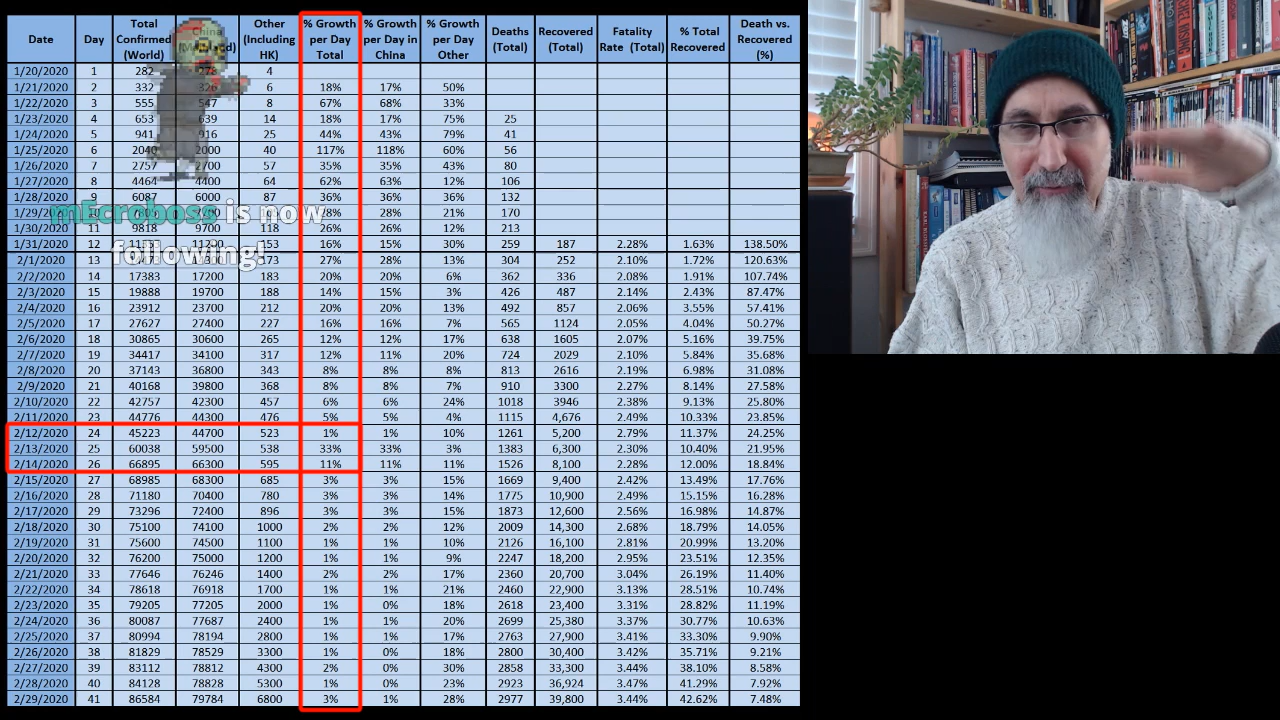 Date Day Total Confirmed (World) China (Mainland) Other (Including HK) % Growth per Day Total % Growth per Day in China % Growth per Day Other Deaths (Total) Recovered (Total) Fatality Rate (Total) % Total Recovered Death vs. Recovered (%)
1/20/2020 1 282 278 4
1/21/2020 2 332 326 6 18% 17% 50%
1/22/2020 3 555 547 8 67% 68% 33%
1/23/2020 4 653 639 14 18% 17% 75% 25
1/24/2020 5 941 916 25 44% 43% 79% 41
1/25/2020 6 2040 2000 40 117% 118% 60% 56
1/26/2020 7 2757 2700 57 35% 35% 43% 80
1/27/2020 8 4464 4400 64 62% 63% 12% 106
1/28/2020 9 6087 6000 87 36% 36% 36% 132
1/29/2020 28% 28% 21% 170
mEcroboss is now
1/30/2020 11 9818 9700 118 26% 26% 12% 213
1/31/2020 12 153 16% 15% 30% 259 187 2.28% 1.63% 138.50%
following!
2/1/2020 13 173 27% 28% 13% 304 252 2.10% 1.72% 120.63%
2/2/2020 14 17383 17200 183 20% 20% 6% 362 336 2.08% 1.91% 107.74%
2/3/2020 15 19888 19700 188 14% 15% 3% 426 487 2.14% 2.43% 87.47%
2/4/2020 16 23912 23700 212 20% 20% 13% 492 857 2.06% 3.55% 57.41%
2/5/2020 17 27627 27400 227 16% 16% 7% 565 1124 2.05% 4.04% 50.27%
2/6/2020 18 30865 30600 265 12% 12% 17% 638 1605 2.07% 5.16% 39.75%
2/7/2020 19 34417 34100 317 12% 11% 20% 724 2029 2.10% 5.84% 35.68%
2/8/2020 20 37143 36800 343 8% 8% 8% 813 2616 2.19% 6.98% 31.08%
2/9/2020 21 40168 39800 368 8% 8% 7% 910 3300 2.27% 8.14% 27.58%
2/10/2020 22 42757 42300 457 6% 6% 24% 1018 3946 2.38% 9.13% 25.80%
2/11/2020 23 44776 44300 476 5% 5% 4% 1115 4,676 2.49% 10.33% 23.85%
2/12/2020 24 45223 44700 523 1% 1% 10% 1261 5,200 2.79% 11.37% 24.25%
2/13/2020 25 60038 59500 538 33% 33% 3% 1383 6,300 2.30% 10.40% 21.95%
2/14/2020 26 66895 66300 595 11% 11% 11% 1526 8,100 2.28% 12.00% 18.84%
2/15/2020 27 68985 68300 685 3% 3% 15% 1669 9,400 2.42% 13.49% 17.76%
2/16/2020 28 71180 70400 780 3% 3% 14% 1775 10,900 2.49% 15.15% 16.28%
2/17/2020 29 73296 72400 896 3% 3% 15% 1873 12,600 2.56% 16.98% 14.87%
2/18/2020 30 75100 74100 1000 2% 2% 12% 2009 14,300 2.68% 18.79% 14.05%
2/19/2020 31 75600 74500 1100 1% 1% 10% 2126 16,100 2.81% 20.99% 13.20%
2/20/2020 32 76200 75000 1200 1% 1% 9% 2247 18,200 2.95% 23.51% 12.35%
2/21/2020 33 77646 76246 1400 2% 2% 17% 2360 20,700 3.04% 26.19% 11.40%
2/22/2020 34 78618 76918 1700 1% 1% 21% 2460 22,900 3.13% 28.51% 10.74%
2/23/2020 35 79205 77205 2000 1% 0% 18% 2618 23,400 3.31% 28.82% 11.19%
2/24/2020 36 80087 77687 2400 1% 1% 20% 2699 25,380 3.37% 30.77% 10.63%
2/25/2020 37 80994 78194 2800 1% 1% 17% 2763 27,900 3.41% 33.30% 9.90%
2/26/2020 38 81829 78529 3300 1% 0% 18% 2800 30,400 3.42% 35.71% 9.21%
2/27/2020 39 83112 78812 4300 2% 0% 30% 2858 33,300 3.44% 38.10% 8.58%
2/28/2020 40 84128 78828 5300 1% 0% 23% 2923 36,924 3.47% 41.29% 7.92%
2/29/2020 41 86584 79784 6800 3% 1% 28% 2977 39,800 3.44% 42.62% 7.48%